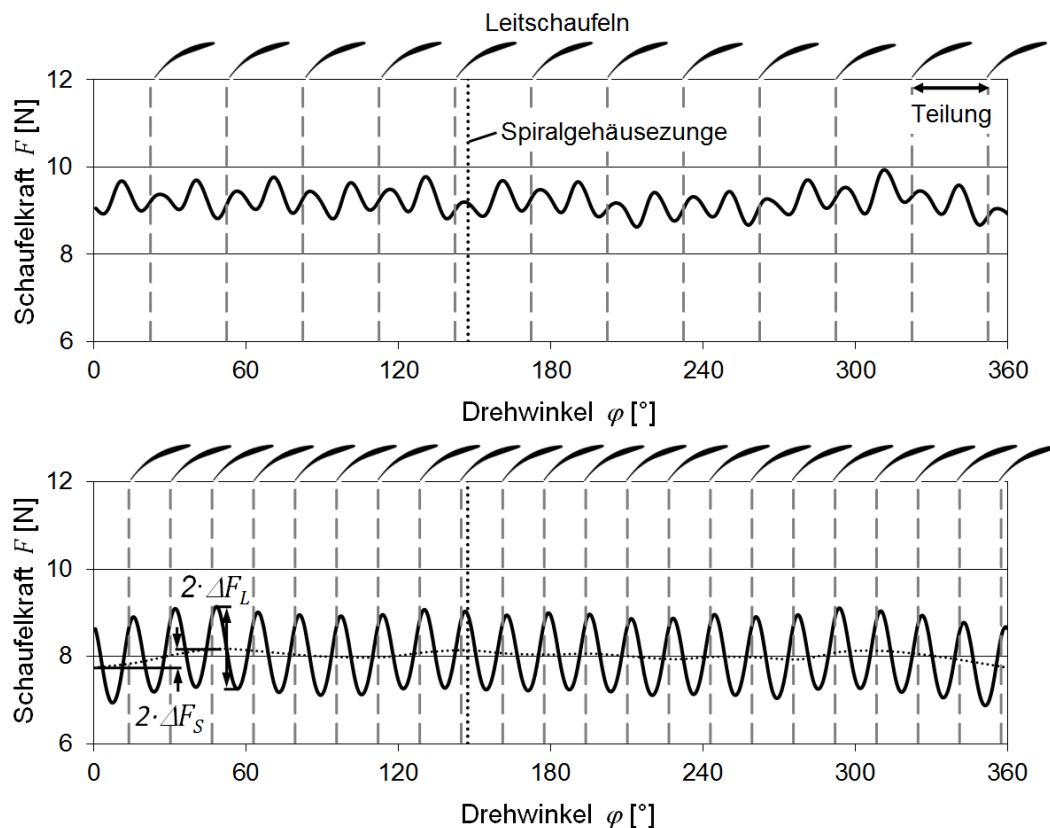 Leitschaufeln
12
Teilung
Spiralgehäusezunge
10
8
6
Schaufelkraft F [N]
0 60 120 180 240 300 360
Drehwinkel φ [°]
12
10
2· ΔF_L
8
2· ΔF_S
6
Schaufelkraft F [N]
0 60 120 180 240 300 360
Drehwinkel φ [°]